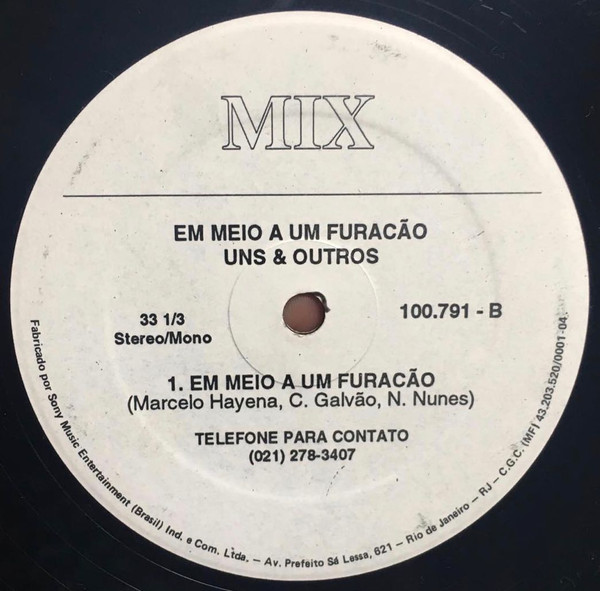 MIX
EM MEIO A UM FURACÃO
UNS & OUTROS
33 1/3
Stereo/Mono
100.791 - B
1. EM MEIO A UM FURACÃO
(Marcelo Hayena, C. Galvão, N. Nunes)
TELEFONE PARA CONTATO
(021) 278-3407
Fabricado por Sony Music Entertainment (Brasil) Ind. e Com. Ltda. – Av. Prefeito Sá Lessa, 621 – Rio de Janeiro – RJ – C.G.C. (MF) 43.203.520/0001-04